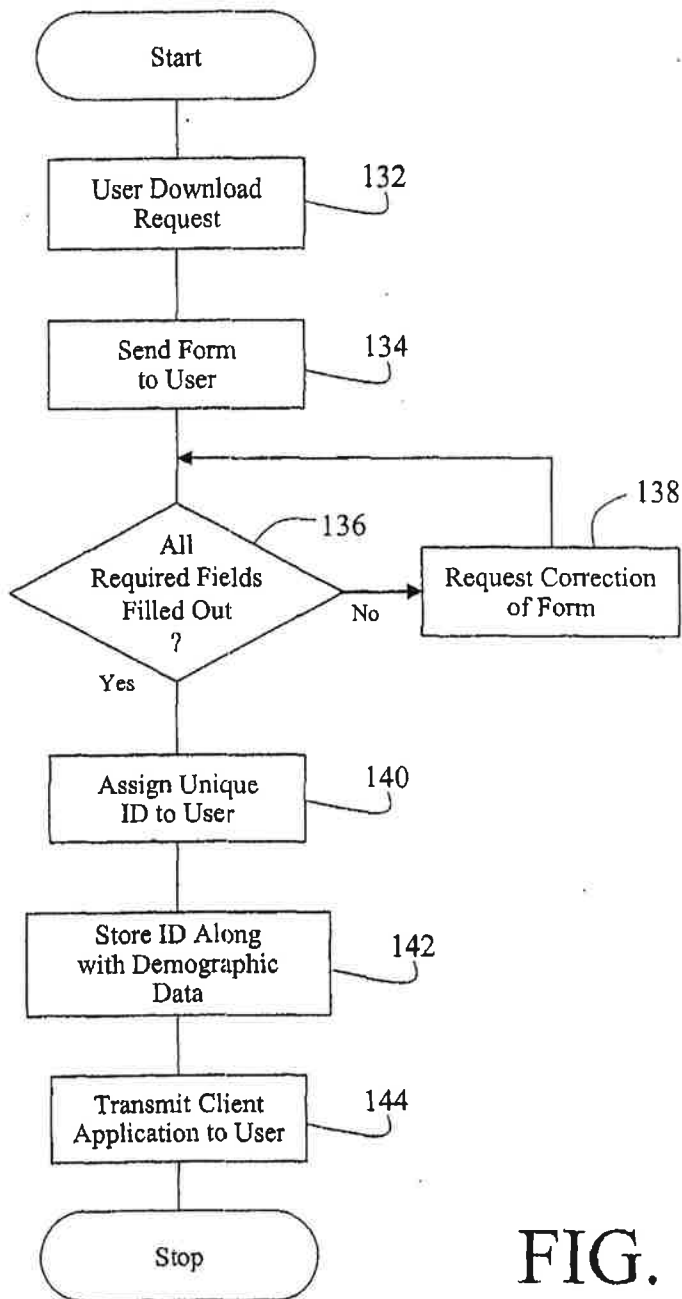 Start
User Download
Request
132
Send Form
to User
134
All
Required Fields
Filled Out
?
136
No
Request Correction
of Form
138
Yes
Assign Unique
ID to User
140
Store ID Along
with Demographic
Data
142
Transmit Client
Application to User
144
Stop
FIG.